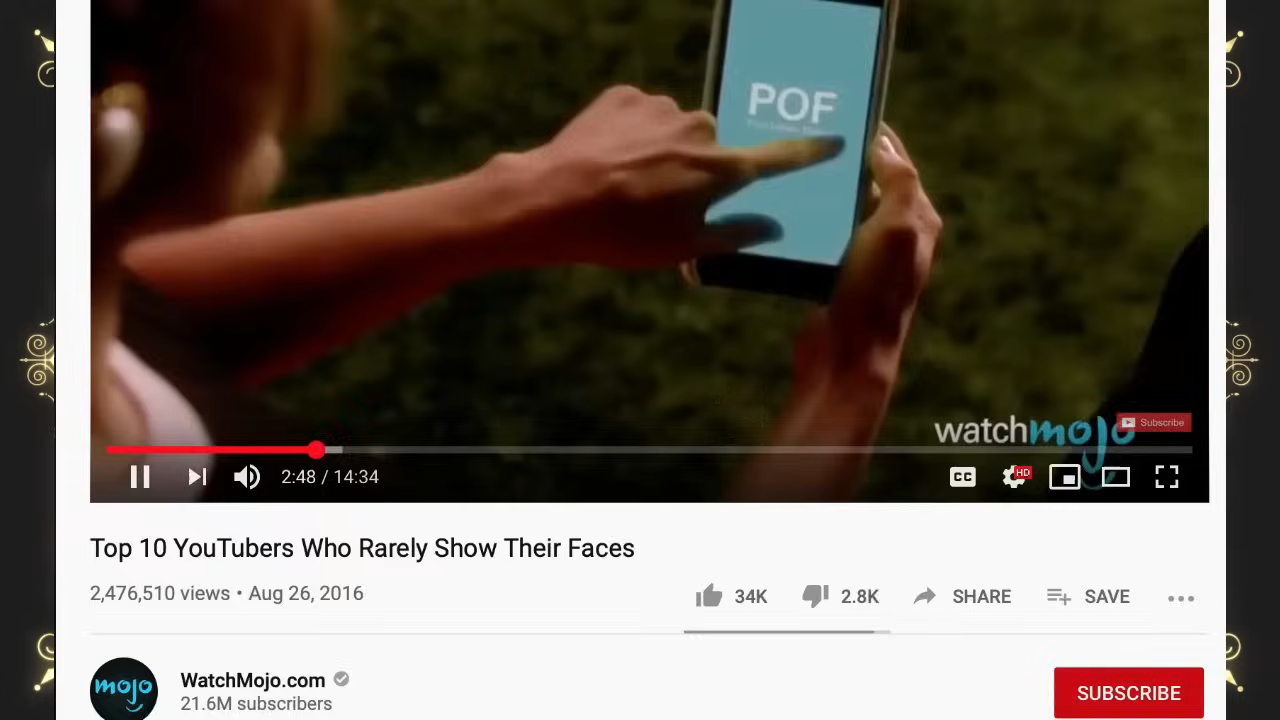 POF
watchmojo
Subscribe
2:48 / 14:34
CC
HD
Top 10 YouTubers Who Rarely Show Their Faces
2,476,510 views • Aug 26, 2016
34K
2.8K
SHARE
SAVE
mojo
WatchMojo.com
21.6M subscribers
SUBSCRIBE